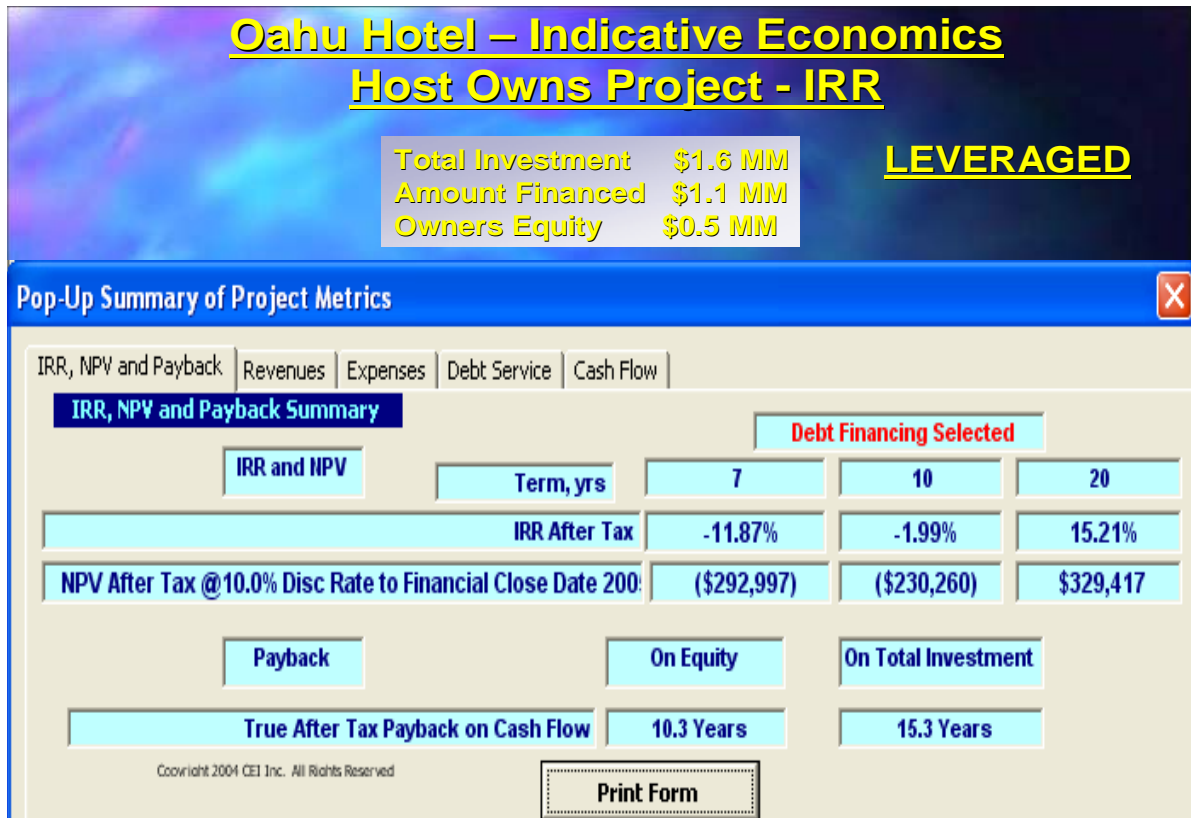 Oahu Hotel – Indicative Economics
Host Owns Project - IRR
LEVERAGED
Total Investment $1.6 MM
Amount Financed $1.1 MM
Owners Equity $0.5 MM
Pop-Up Summary of Project Metrics
IRR, NPV and Payback Revenues Expenses Debt Service Cash Flow
IRR, NPV and Payback Summary
Debt Financing Selected
IRR and NPV Term, yrs 7 10 20
IRR After Tax -11.87% -1.99% 15.21%
NPV After Tax @10.0% Disc Rate to Financial Close Date 200 ($292,997) ($230,260) $329,417
Payback On Equity On Total Investment
True After Tax Payback on Cash Flow 10.3 Years 15.3 Years
Copyright 2004 CEI Inc. All Rights Reserved
Print Form